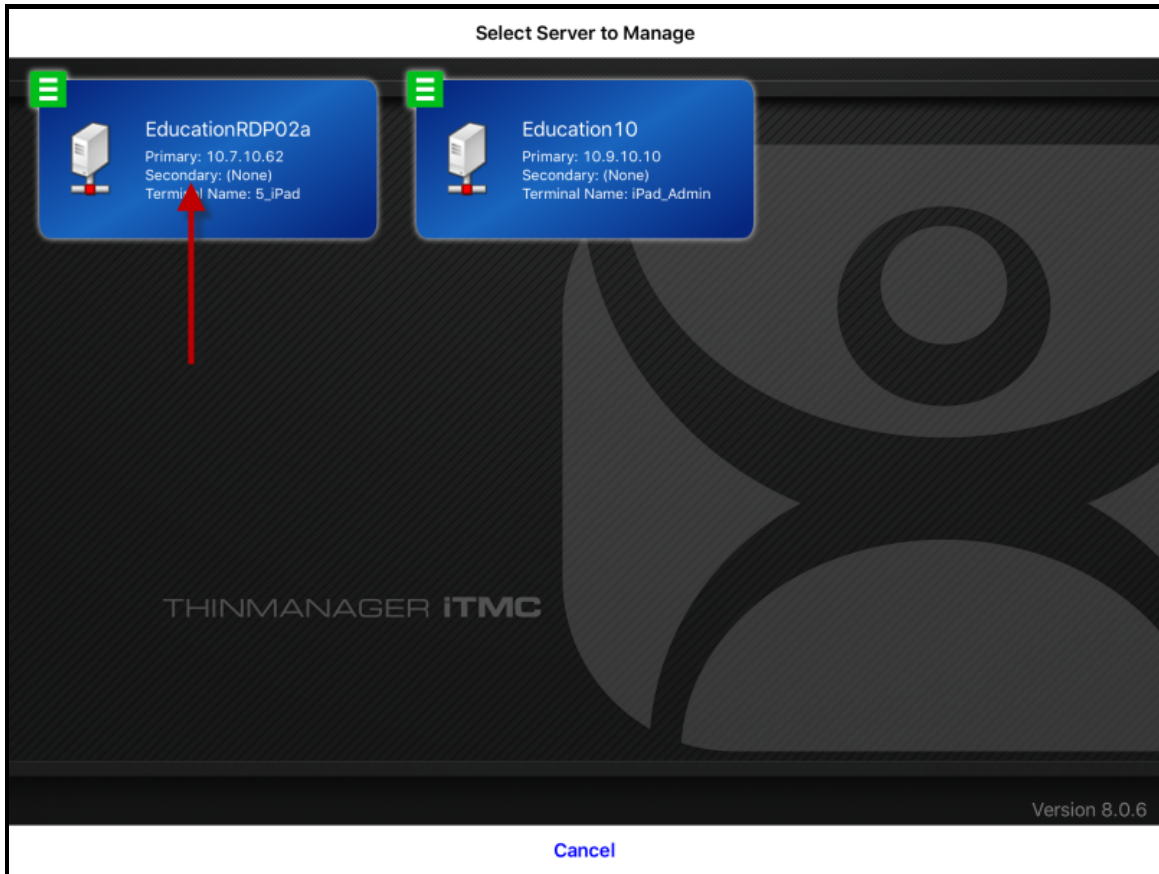 Select Server to Manage
EducationRDP02a
Primary: 10.7.10.62
Secondary: (None)
Terminal Name: 5_iPad
Education10
Primary: 10.9.10.10
Secondary: (None)
Terminal Name: iPad_Admin
THINMANAGER iTMC
Version 8.0.6
Cancel